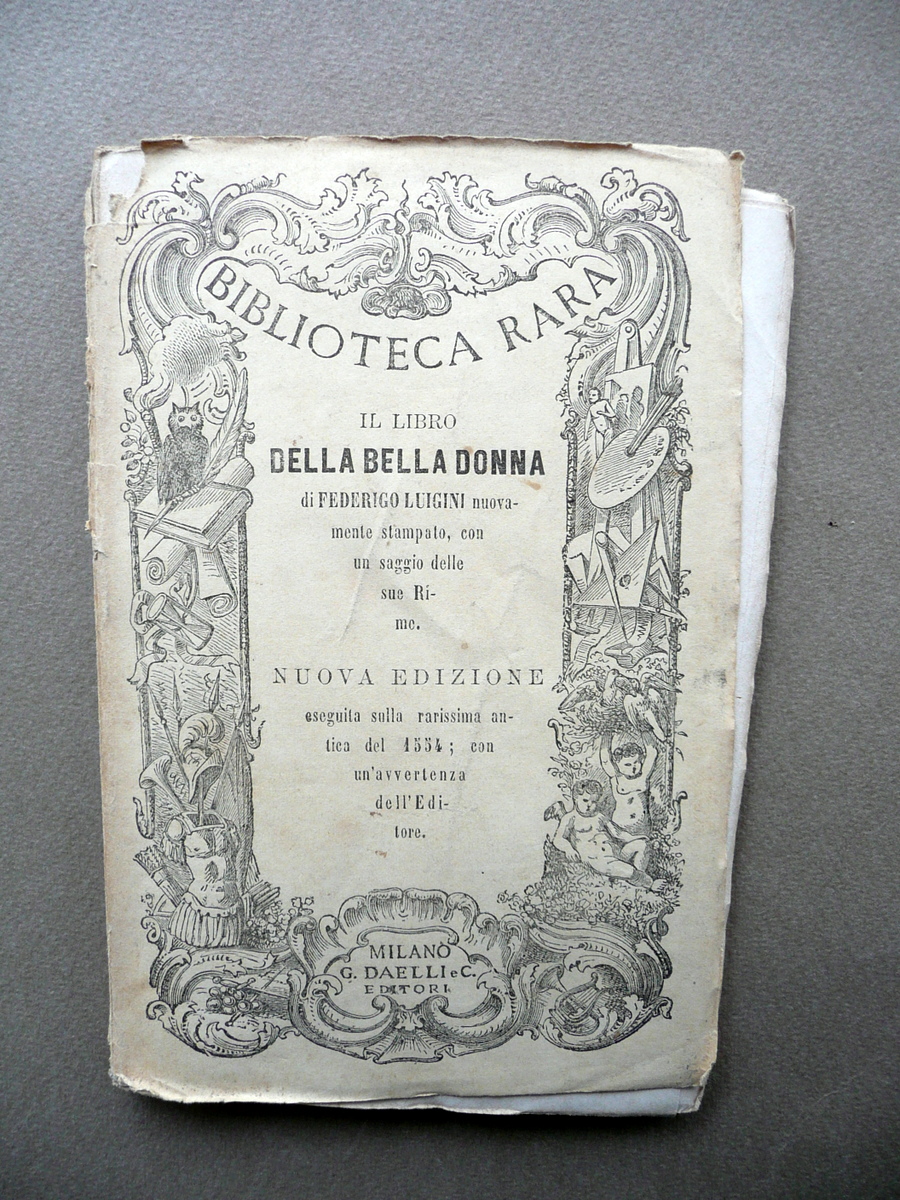 BIBLIOTECA RARA
IL LIBRO
DELLA BELLA DONNA
di FEDERIGO LUIGINI nuova-
mente stampato, con
un saggio delle
sue Rí-
me.
NUOVA EDIZIONE
eseguita sulla rarissima an-
tica del 1554; con
un'avvertenza
dell'Edi-
tore.
MILANO
G. DAELLI e C.
EDITORI